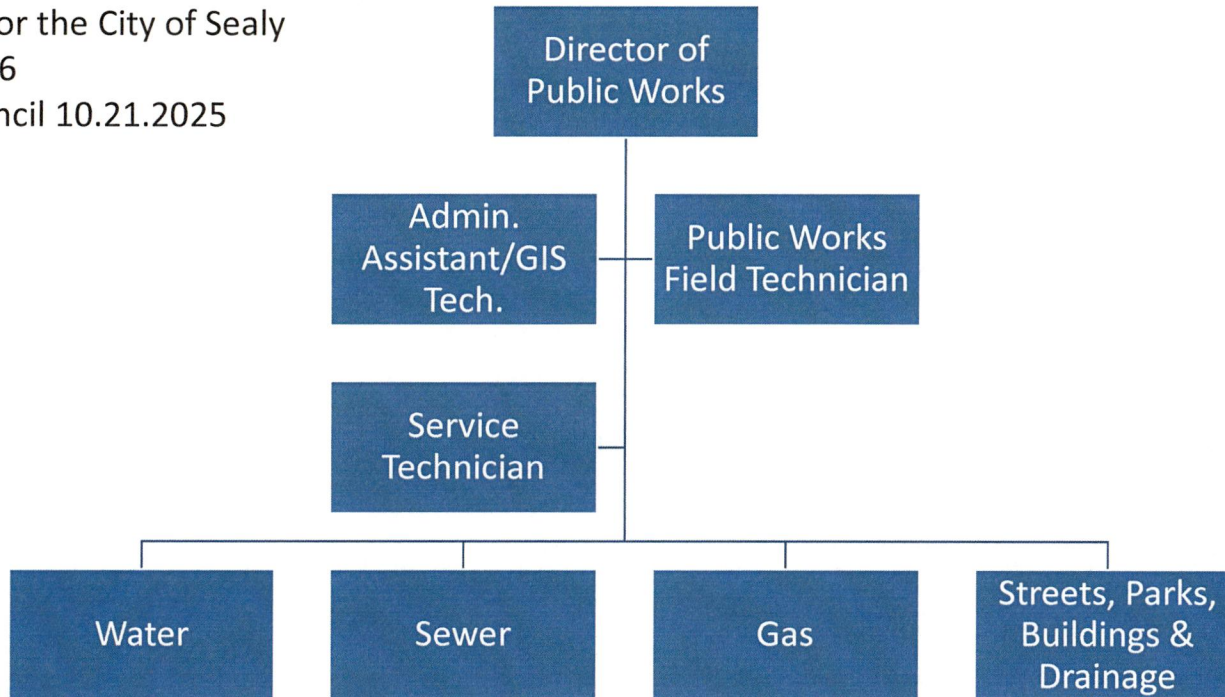 or the City of Sealy
6
ncil 10.21.2025
Director of
Public Works
Admin.
Assistant/GIS
Tech.
Public Works
Field Technician
Service
Technician
Water
Sewer
Gas
Streets, Parks,
Buildings &
Drainage